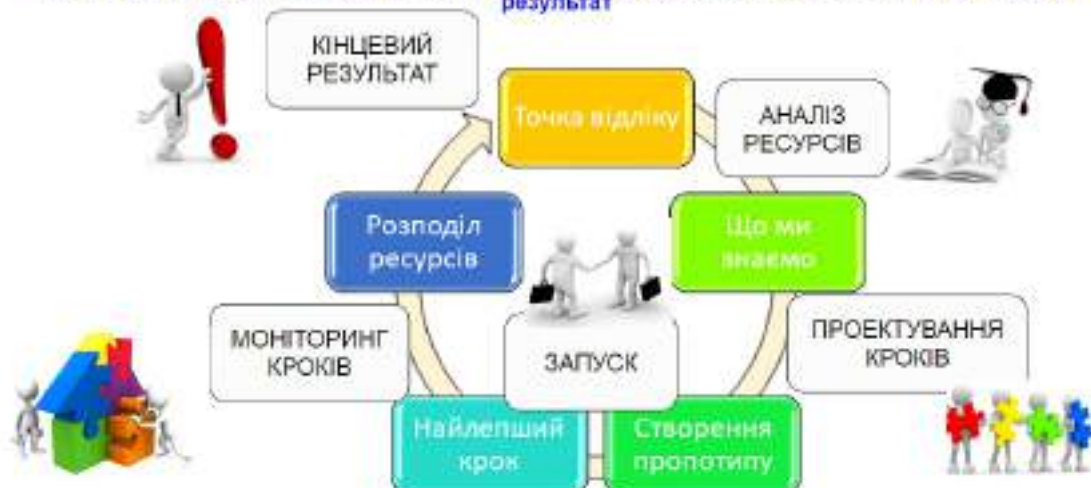 результат
КІНЦЕВИЙ
РЕЗУЛЬТАТ
Точка відліку
АНАЛІЗ
РЕСУРСІВ
Розподіл
ресурсів
Що ми
знаємо
МОНІТОРИНГ
КРОКІВ
ЗАПУСК
ПРОЕКТУВАННЯ
КРОКІВ
Найлепший
крок
Створення
пропотипу